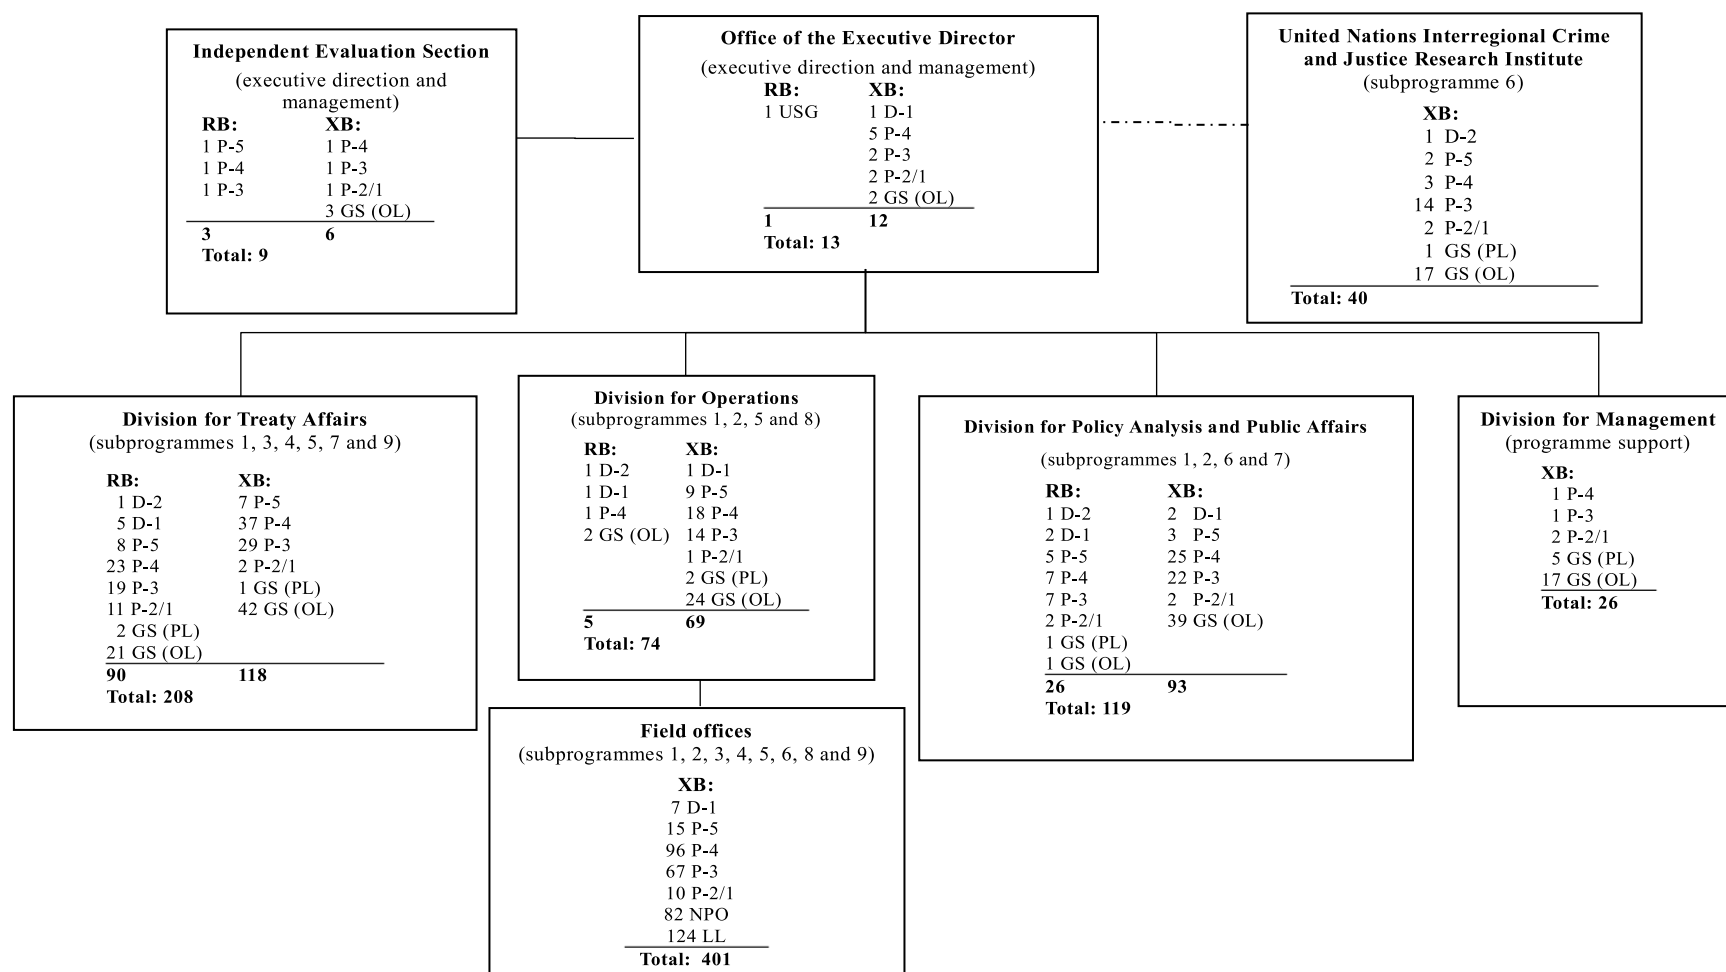 Independent Evaluation Section
(executive direction and
management)
RB: XB:
1 P-5 1 P-4
1 P-4 1 P-3
1 P-3 1 P-2/1
3 GS (OL)
3 6
Total: 9
Office of the Executive Director
(executive direction and management)
RB: XB:
1 USG 1 D-1
5 P-4
2 P-3
2 P-2/1
2 GS (OL)
1 12
Total: 13
United Nations Interregional Crime
and Justice Research Institute
(subprogramme 6)
XB:
1 D-2
2 P-5
3 P-4
14 P-3
2 P-2/1
1 GS (PL)
17 GS (OL)
Total: 40
Division for Treaty Affairs
(subprogrammes 1, 3, 4, 5, 7 and 9)
RB: XB:
1 D-2 7 P-5
5 D-1 37 P-4
8 P-5 29 P-3
23 P-4 2 P-2/1
19 P-3 1 GS (PL)
11 P-2/1 42 GS (OL)
2 GS (PL)
21 GS (OL)
90 118
Total: 208
Division for Operations
(subprogrammes 1, 2, 5 and 8)
RB: XB:
1 D-2 1 D-1
1 D-1 9 P-5
1 P-4 18 P-4
2 GS (OL) 14 P-3
1 P-2/1
2 GS (PL)
24 GS (OL)
5 69
Total: 74
Division for Policy Analysis and Public Affairs
(subprogrammes 1, 2, 6 and 7)
RB: XB:
1 D-2 2 D-1
2 D-1 3 P-5
5 P-5 25 P-4
7 P-4 22 P-3
7 P-3 2 P-2/1
2 P-2/1 39 GS (OL)
1 GS (PL)
1 GS (OL)
26 93
Total: 119
Division for Management
(programme support)
XB:
1 P-4
1 P-3
2 P-2/1
5 GS (PL)
17 GS (OL)
Total: 26
Field offices
(subprogrammes 1, 2, 3, 4, 5, 6, 8 and 9)
XB:
7 D-1
15 P-5
96 P-4
67 P-3
10 P-2/1
82 NPO
124 LL
Total: 401